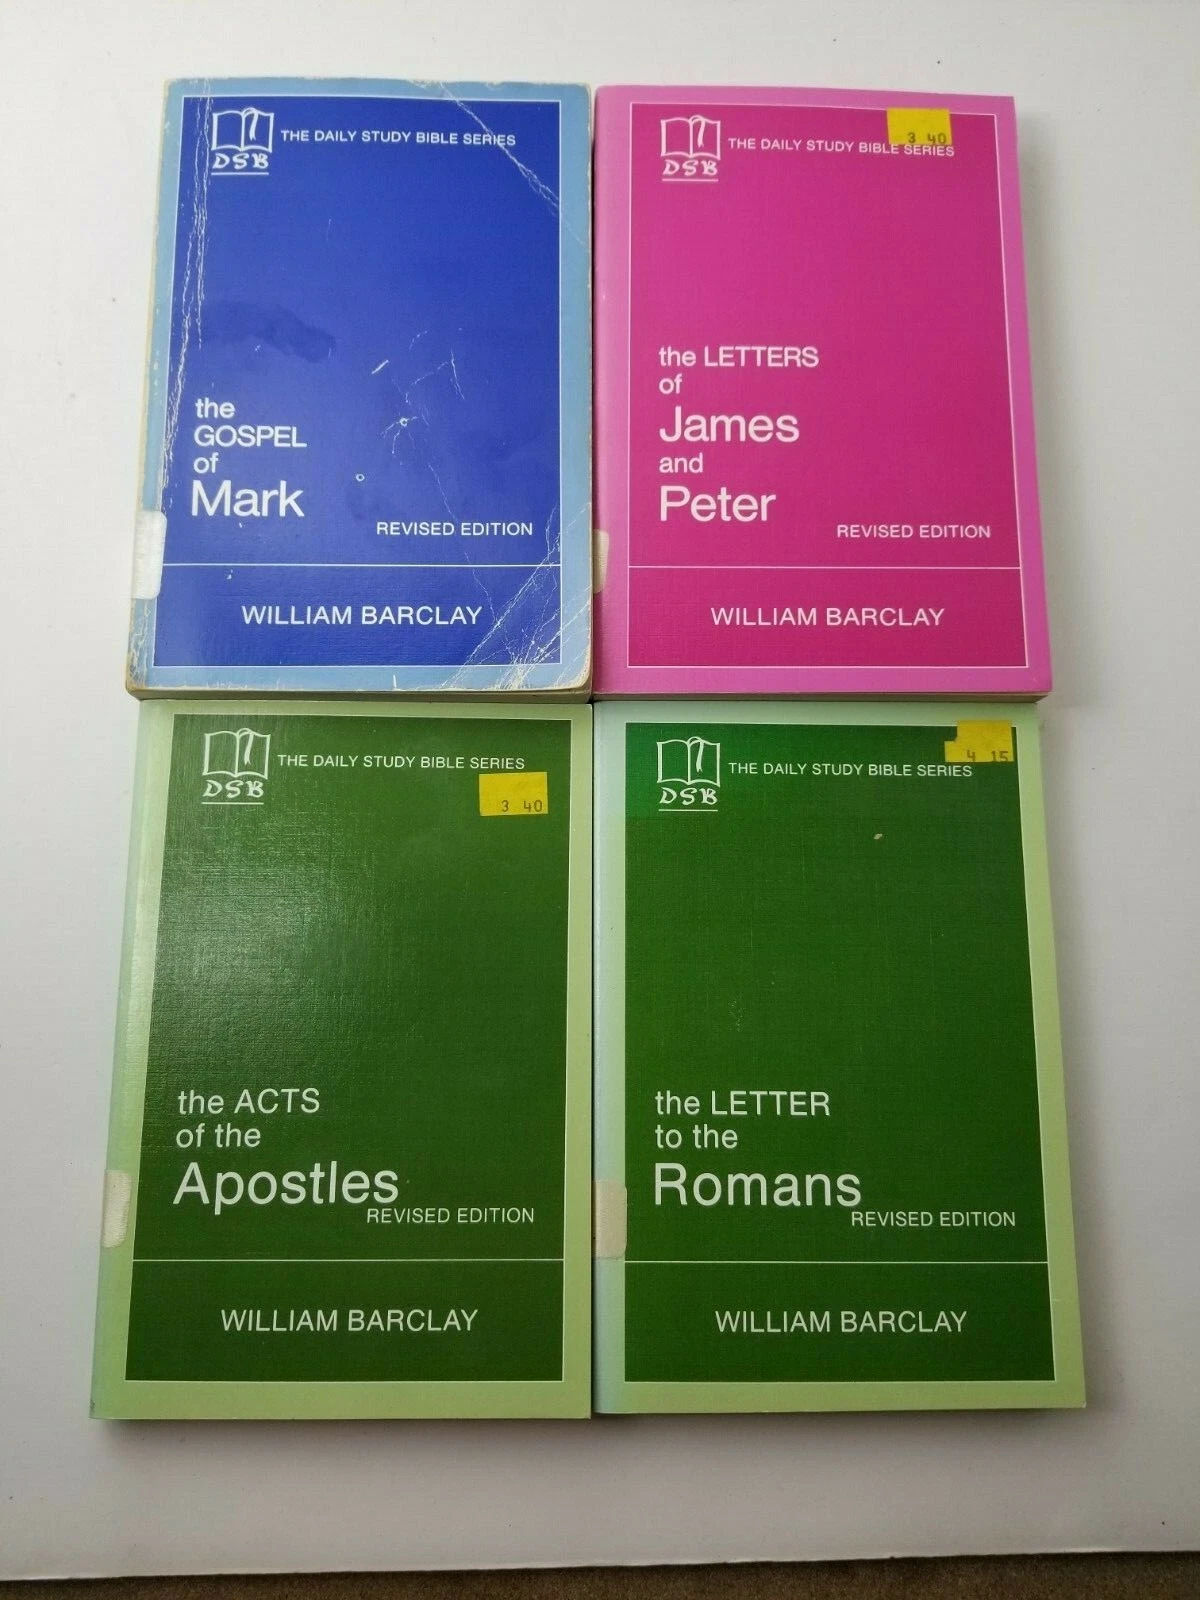 DSB
THE DAILY STUDY BIBLE SERIES
the
GOSPEL
of
Mark
REVISED EDITION
WILLIAM BARCLAY
DSB
THE DAILY STUDY BIBLE SERIES
3 40
the LETTERS
of
James
and
Peter
REVISED EDITION
WILLIAM BARCLAY
DSB
THE DAILY STUDY BIBLE SERIES
3 40
the ACTS
of the
Apostles
REVISED EDITION
WILLIAM BARCLAY
DSB
THE DAILY STUDY BIBLE SERIES
4 15
the LETTER
to the
Romans
REVISED EDITION
WILLIAM BARCLAY